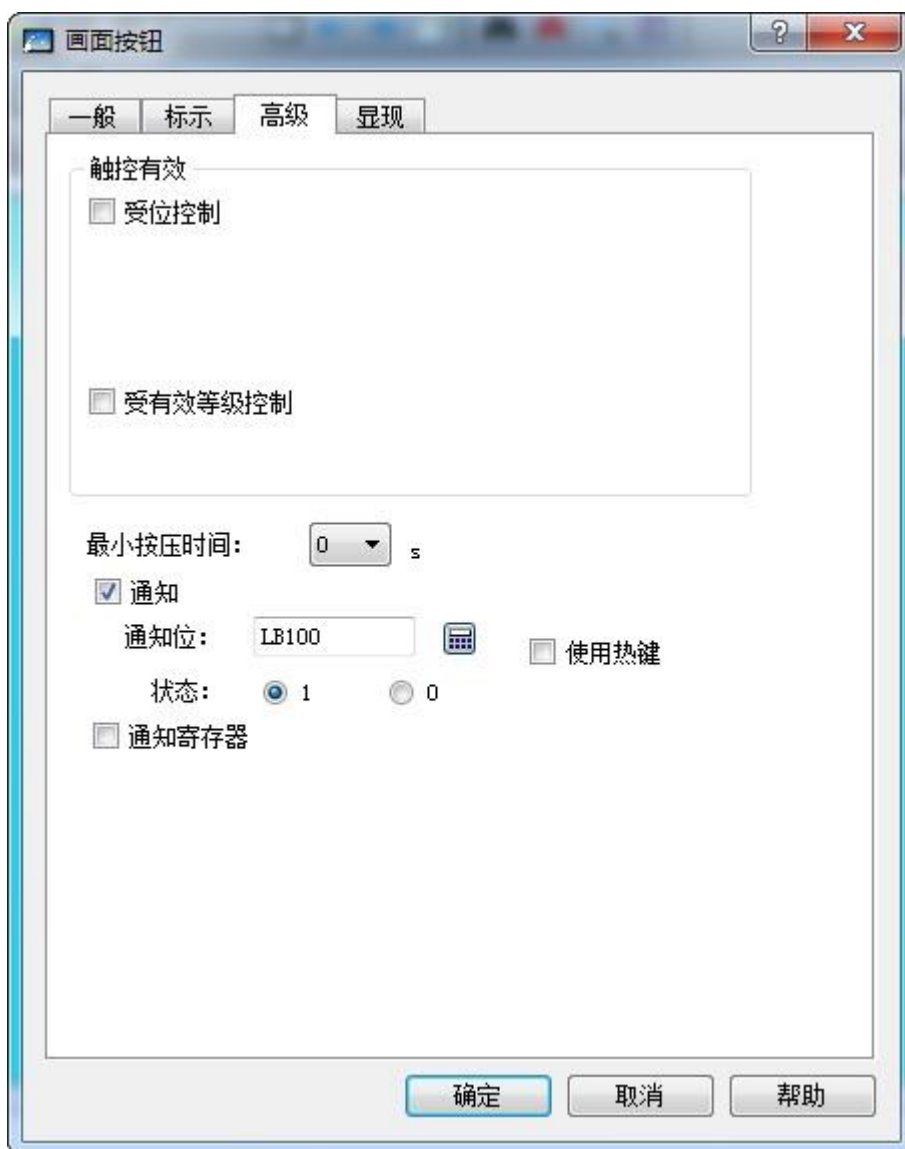 画面按钮
?
一般 标示 高级 显现
触控有效
受位控制
受有效等级控制
最小按压时间: 0 s
通知
通知位: LB100
使用热键
状态: 1 0
通知寄存器
确定 取消 帮助